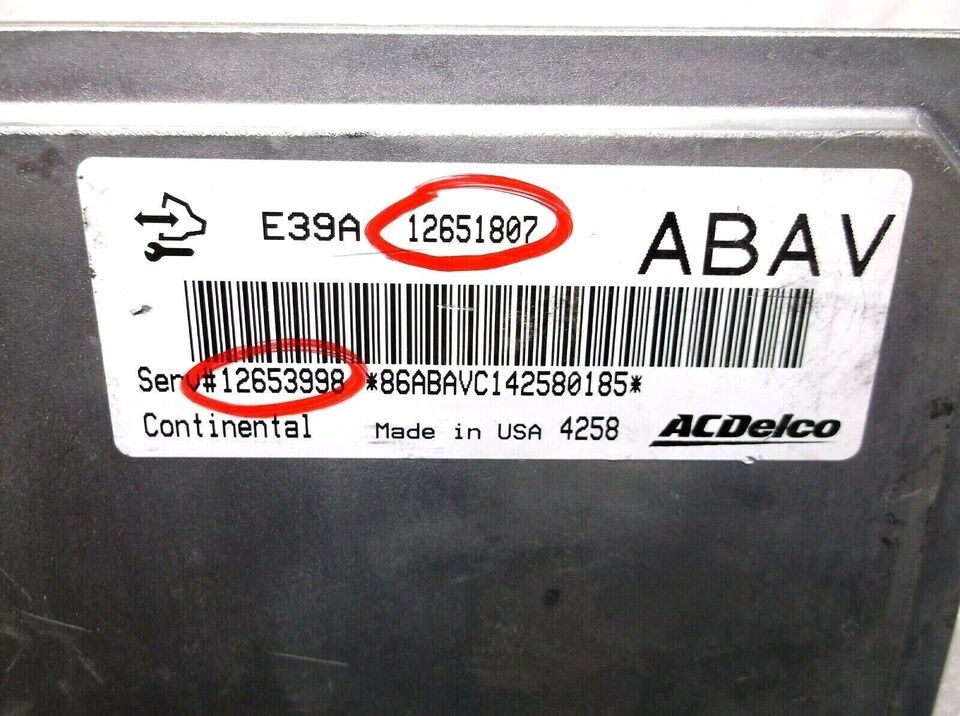 E39A 12651807 ABAV
Serv#12653998 *86ABAVC142580185*
Continental Made in USA 4258 ACDelco